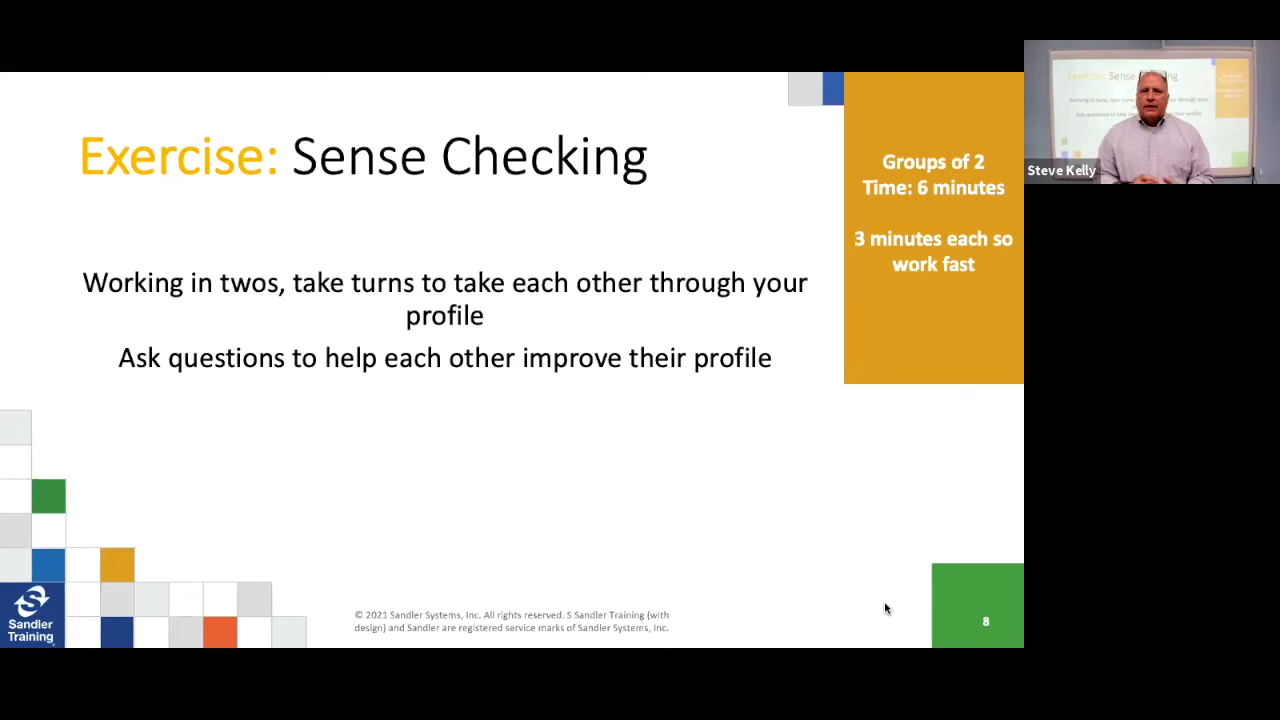 Exercise: Sense Checking
Groups of 2
Time: 6 minutes
3 minutes each so
work fast
Working in twos, take turns to take each other through your
profile
Ask questions to help each other improve their profile
Steve Kelly
Sandler
Training
© 2021 Sandler Systems, Inc. All rights reserved. S Sandler Training (with
design) and Sandler are registered service marks of Sandler Systems, Inc.
8